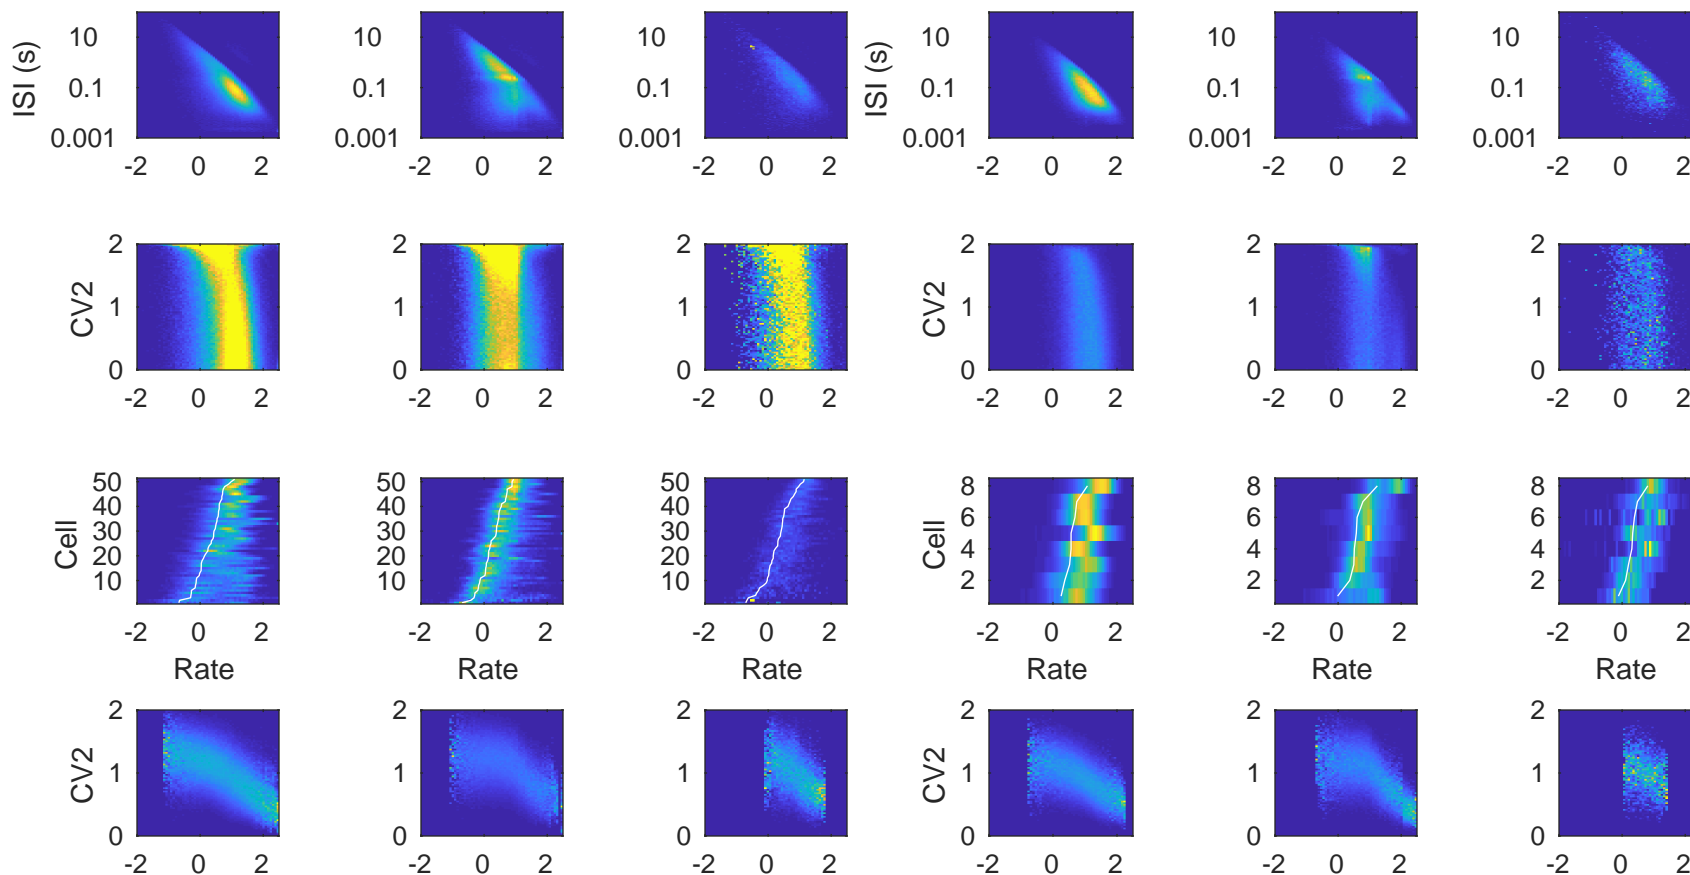 ISI (s) 10 0.1 0.001 10 0.1 0.001 10 0.1 0.001 ISI (s) 10 0.1 0.001 10 0.1 0.001 10 0.1 0.001
-2 0 2 -2 0 2 -2 0 2 -2 0 2 -2 0 2 -2 0 2
CV2 2 1 0 2 1 0 2 1 0 CV2 2 1 0 2 1 0 2 1 0
-2 0 2 -2 0 2 -2 0 2 -2 0 2 -2 0 2 -2 0 2
Cell 50 40 30 20 10 50 40 30 20 10 50 40 30 20 10 Cell 8 6 4 2 8 6 4 2 8 6 4 2
-2 0 2 -2 0 2 -2 0 2 -2 0 2 -2 0 2 -2 0 2
Rate Rate Rate Rate Rate Rate
CV2 2 1 0 2 1 0 2 1 0 CV2 2 1 0 2 1 0 2 1 0
-2 0 2 -2 0 2 -2 0 2 -2 0 2 -2 0 2 -2 0 2